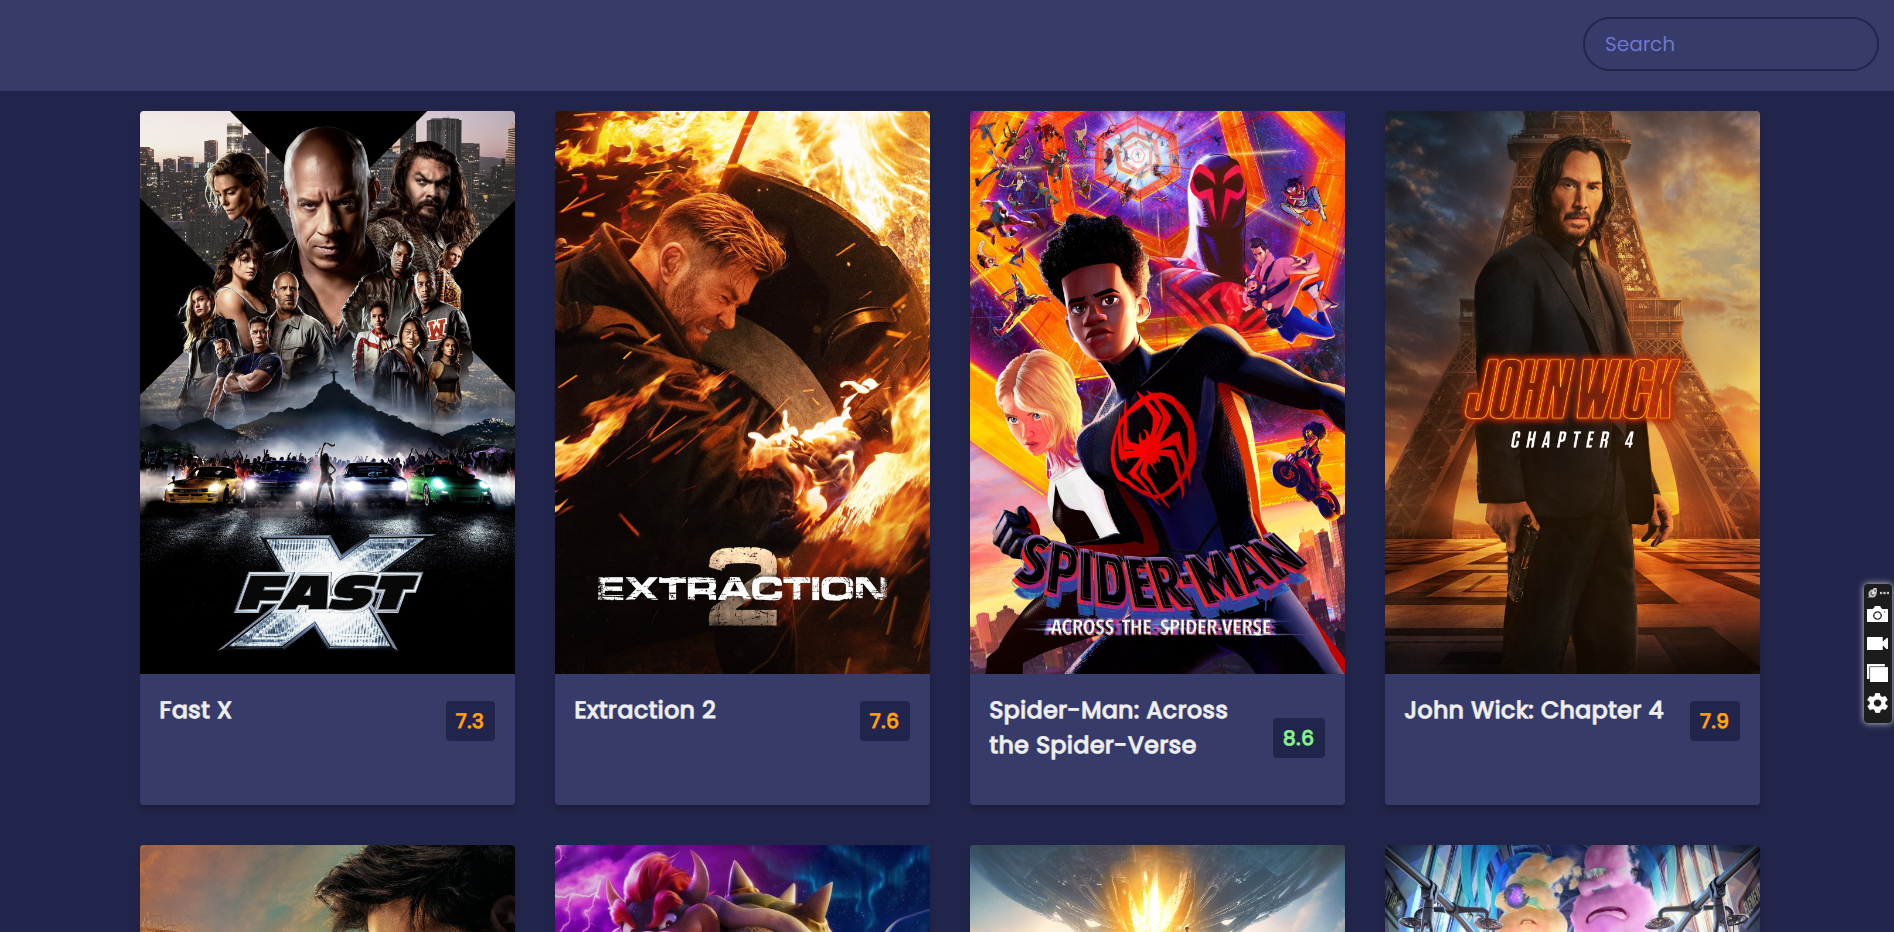 Search
W
FAST
X
EXTRACTION
2
SPIDER-MAN
ACROSS THE SPIDER-VERSE
JOHN WICK
CHAPTER 4
Fast X
7.3
Extraction 2
7.6
Spider-Man: Across
the Spider-Verse
8.6
John Wick: Chapter 4
7.9